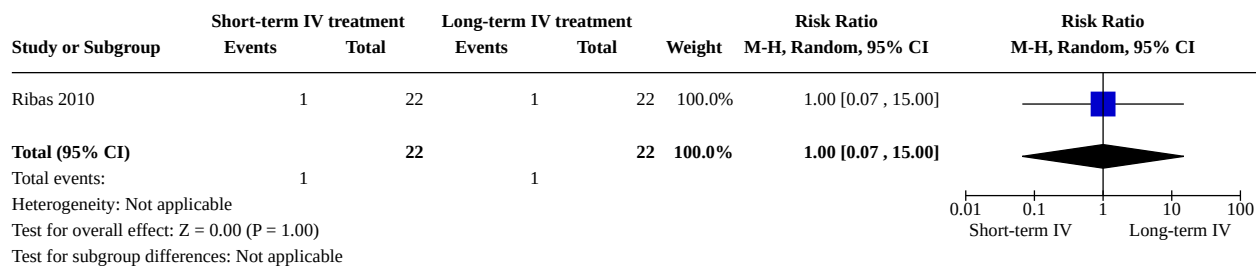 Short-term IV treatment Long-term IV treatment Risk Ratio Risk Ratio
Study or Subgroup Events Total Events Total Weight M-H, Random, 95% CI M-H, Random, 95% CI
Ribas 2010 1 22 1 22 100.0% 1.00 [0.07 , 15.00]
Total (95% CI) 22 22 100.0% 1.00 [0.07 , 15.00]
Total events: 1 1
Heterogeneity: Not applicable
0.01 0.1 1 10 100
Test for overall effect: Z = 0.00 (P = 1.00)
Short-term IV Long-term IV
Test for subgroup differences: Not applicable